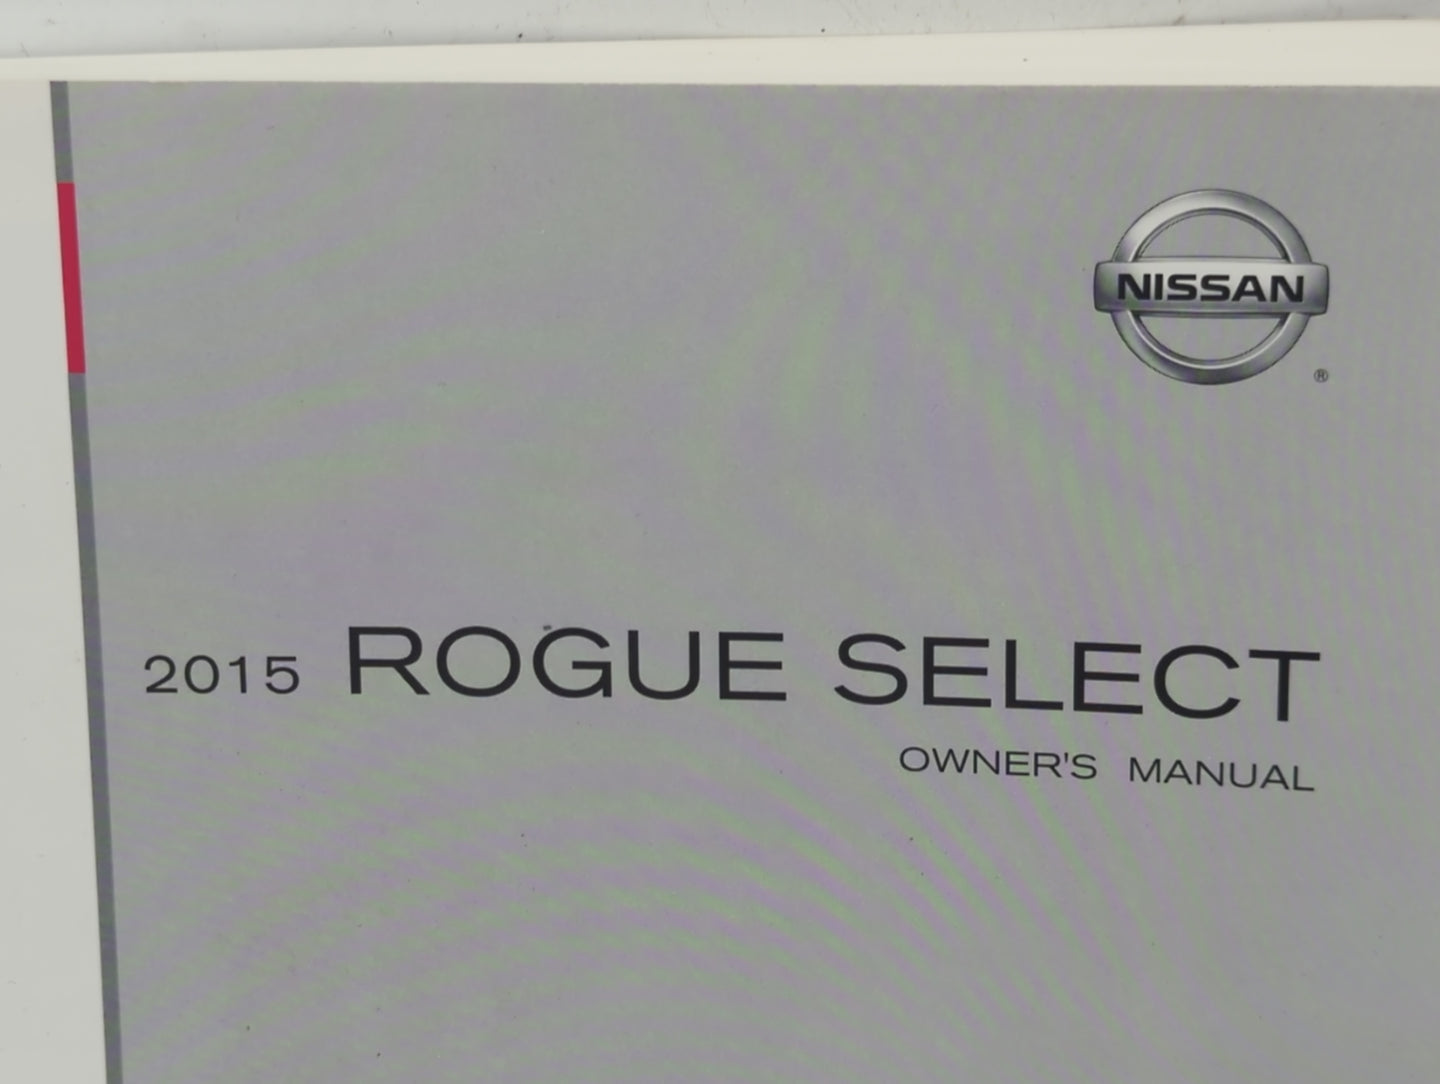 NISSAN
®
2015 ROGUE SELECT
OWNER'S MANUAL